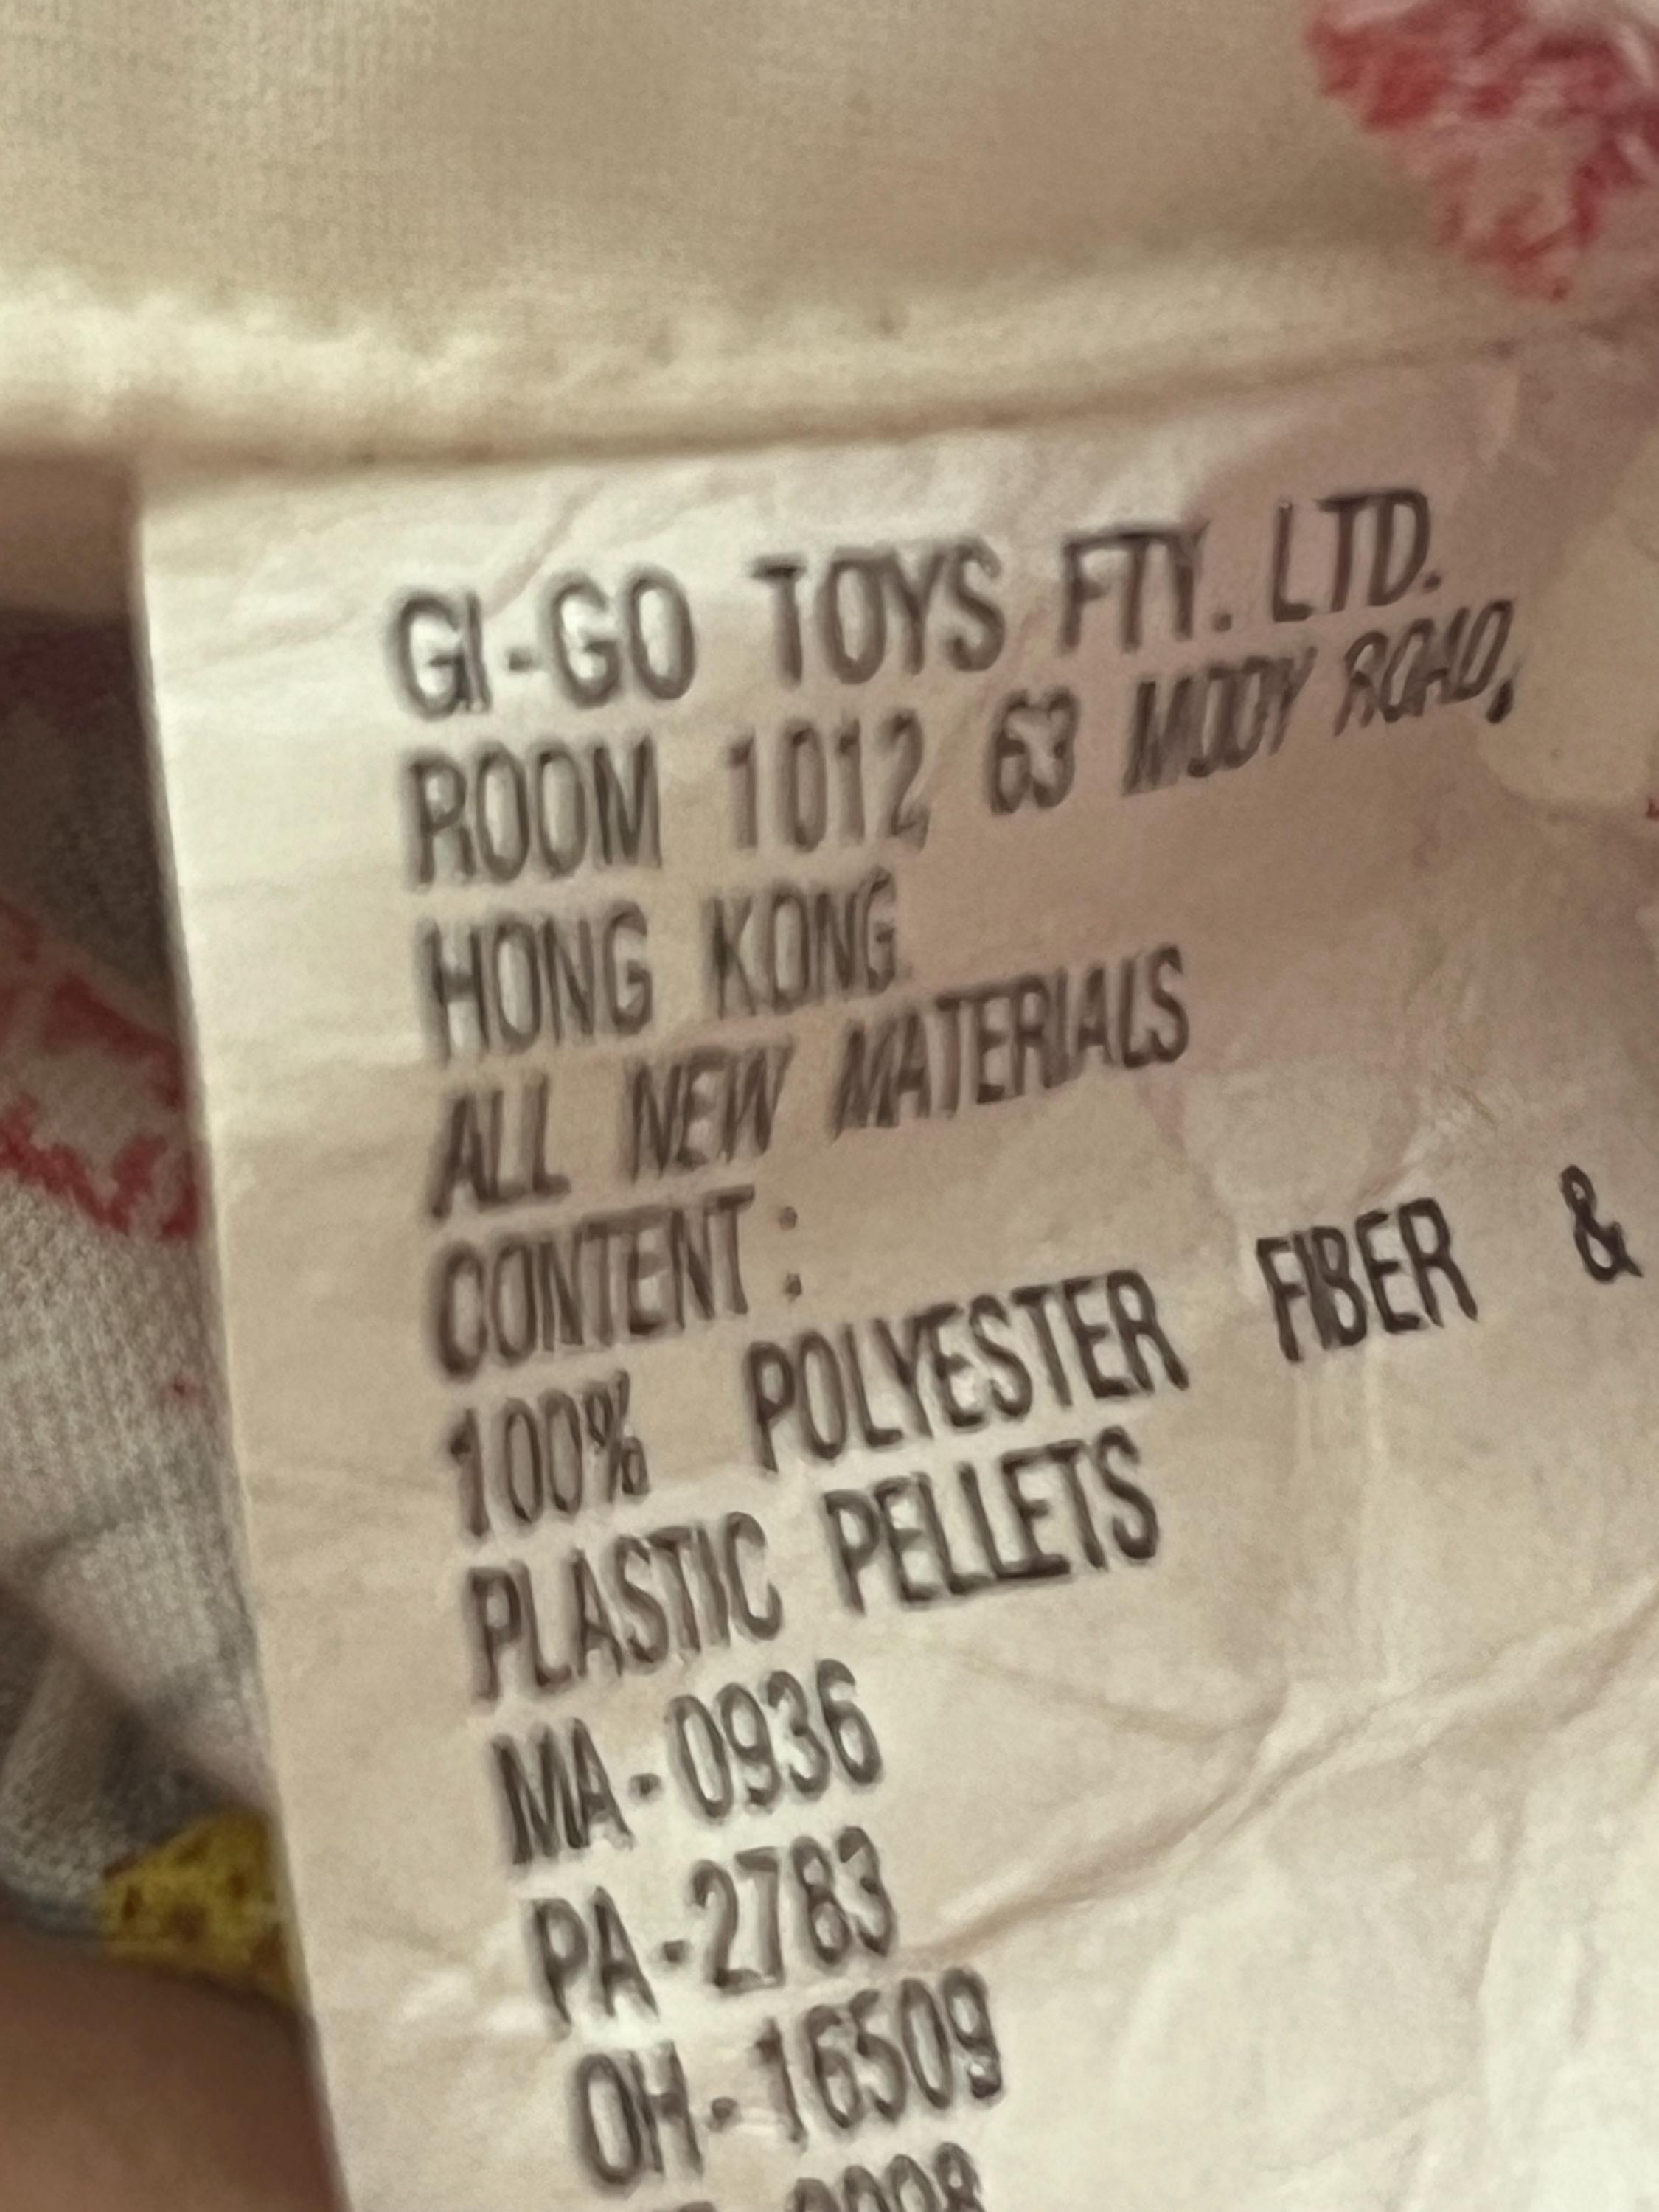 GI-GO TOYS FTY. LTD.
ROOM 1012, 63 MODY ROAD,
HONG KONG.
ALL NEW MATERIALS
CONTENT :
100% POLYESTER FIBER &
PLASTIC PELLETS
MA-0936
PA-2783
OH-16509